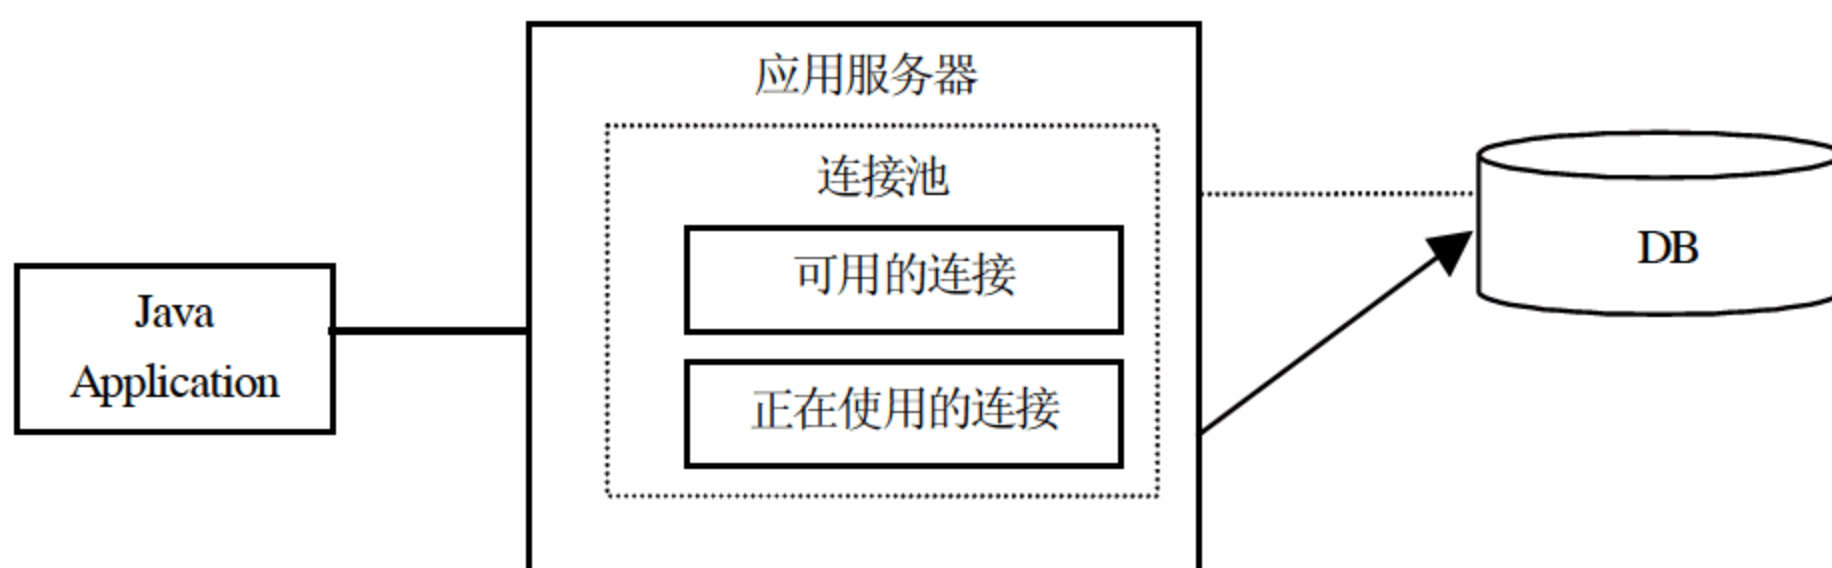 应用服务器
连接池
可用的连接
正在使用的连接
Java
Application
DB